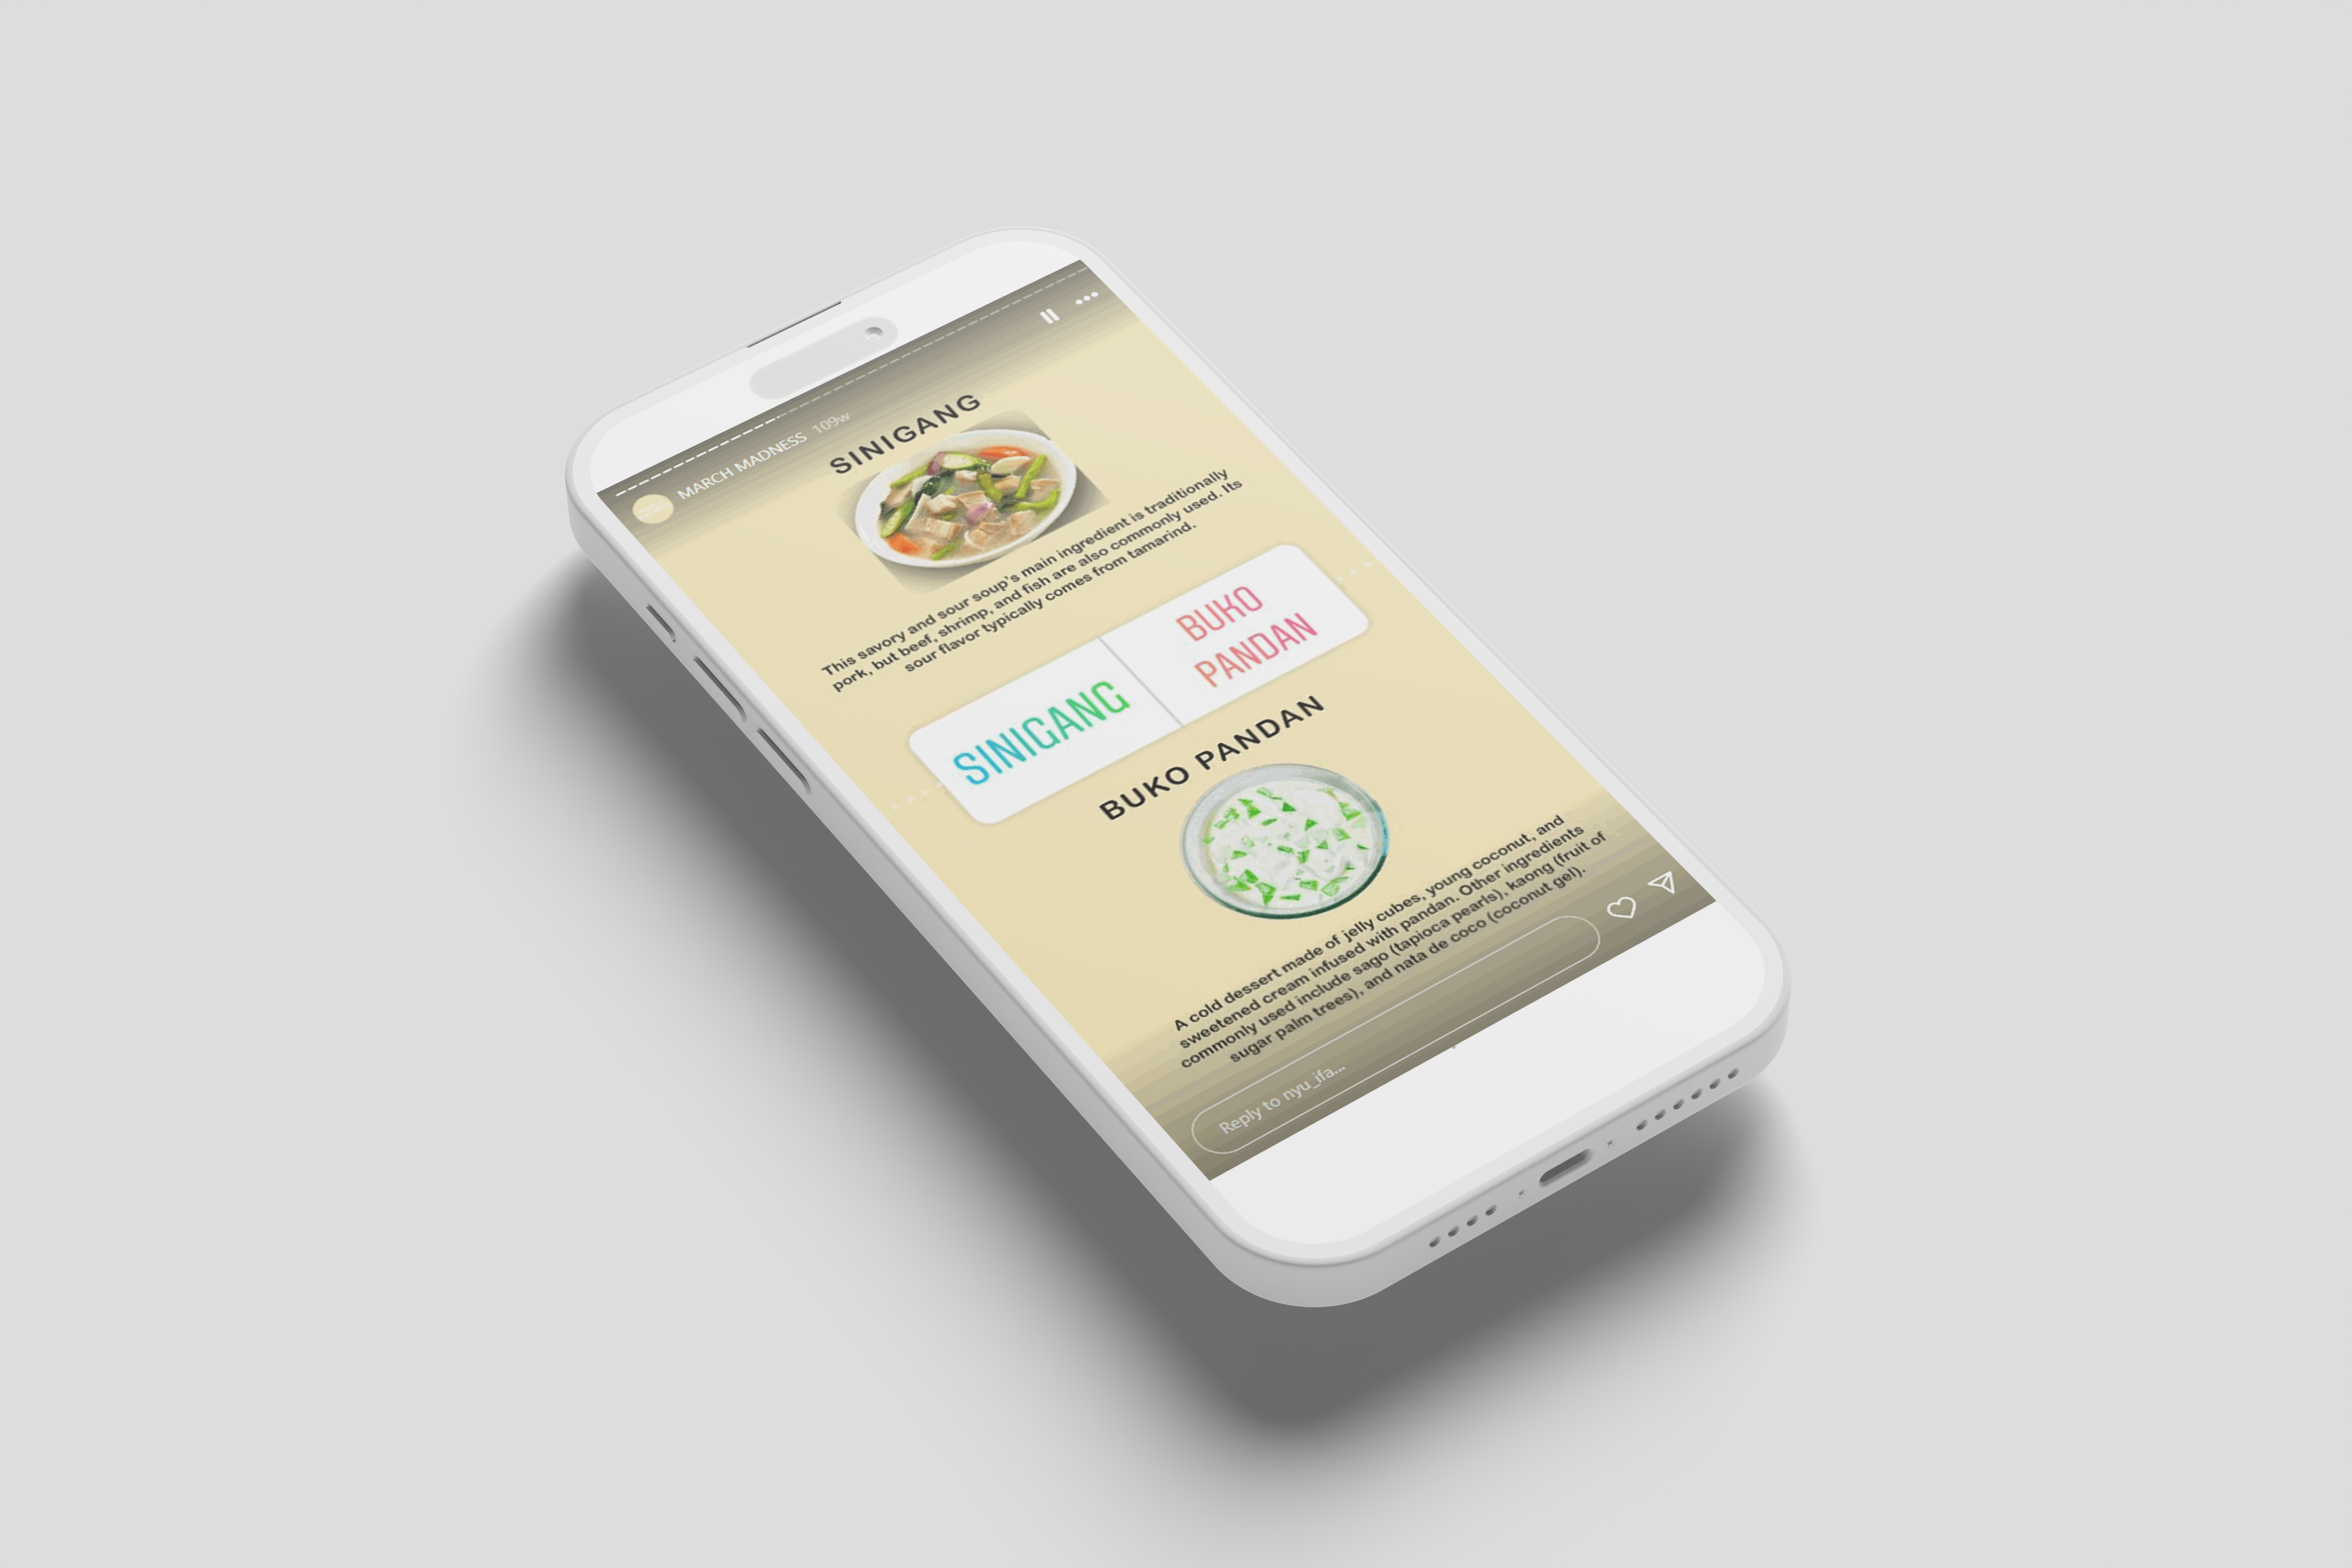 MARCH MADNESS 109w
SINIGANG
This savory and sour soup's main ingredient is traditionally
pork, but beef, shrimp, and fish are also commonly used. Its
sour flavor typically comes from tamarind.
SINIGANG
BUKO
PANDAN
BUKO PANDAN
A cold dessert made of jelly cubes, young coconut, and
sweetened cream infused with pandan. Other ingredients
commonly used include sago (tapioca pearls), kaong (fruit of
sugar palm trees), and nata de coco (coconut gel).
Reply to nyu_ifa...